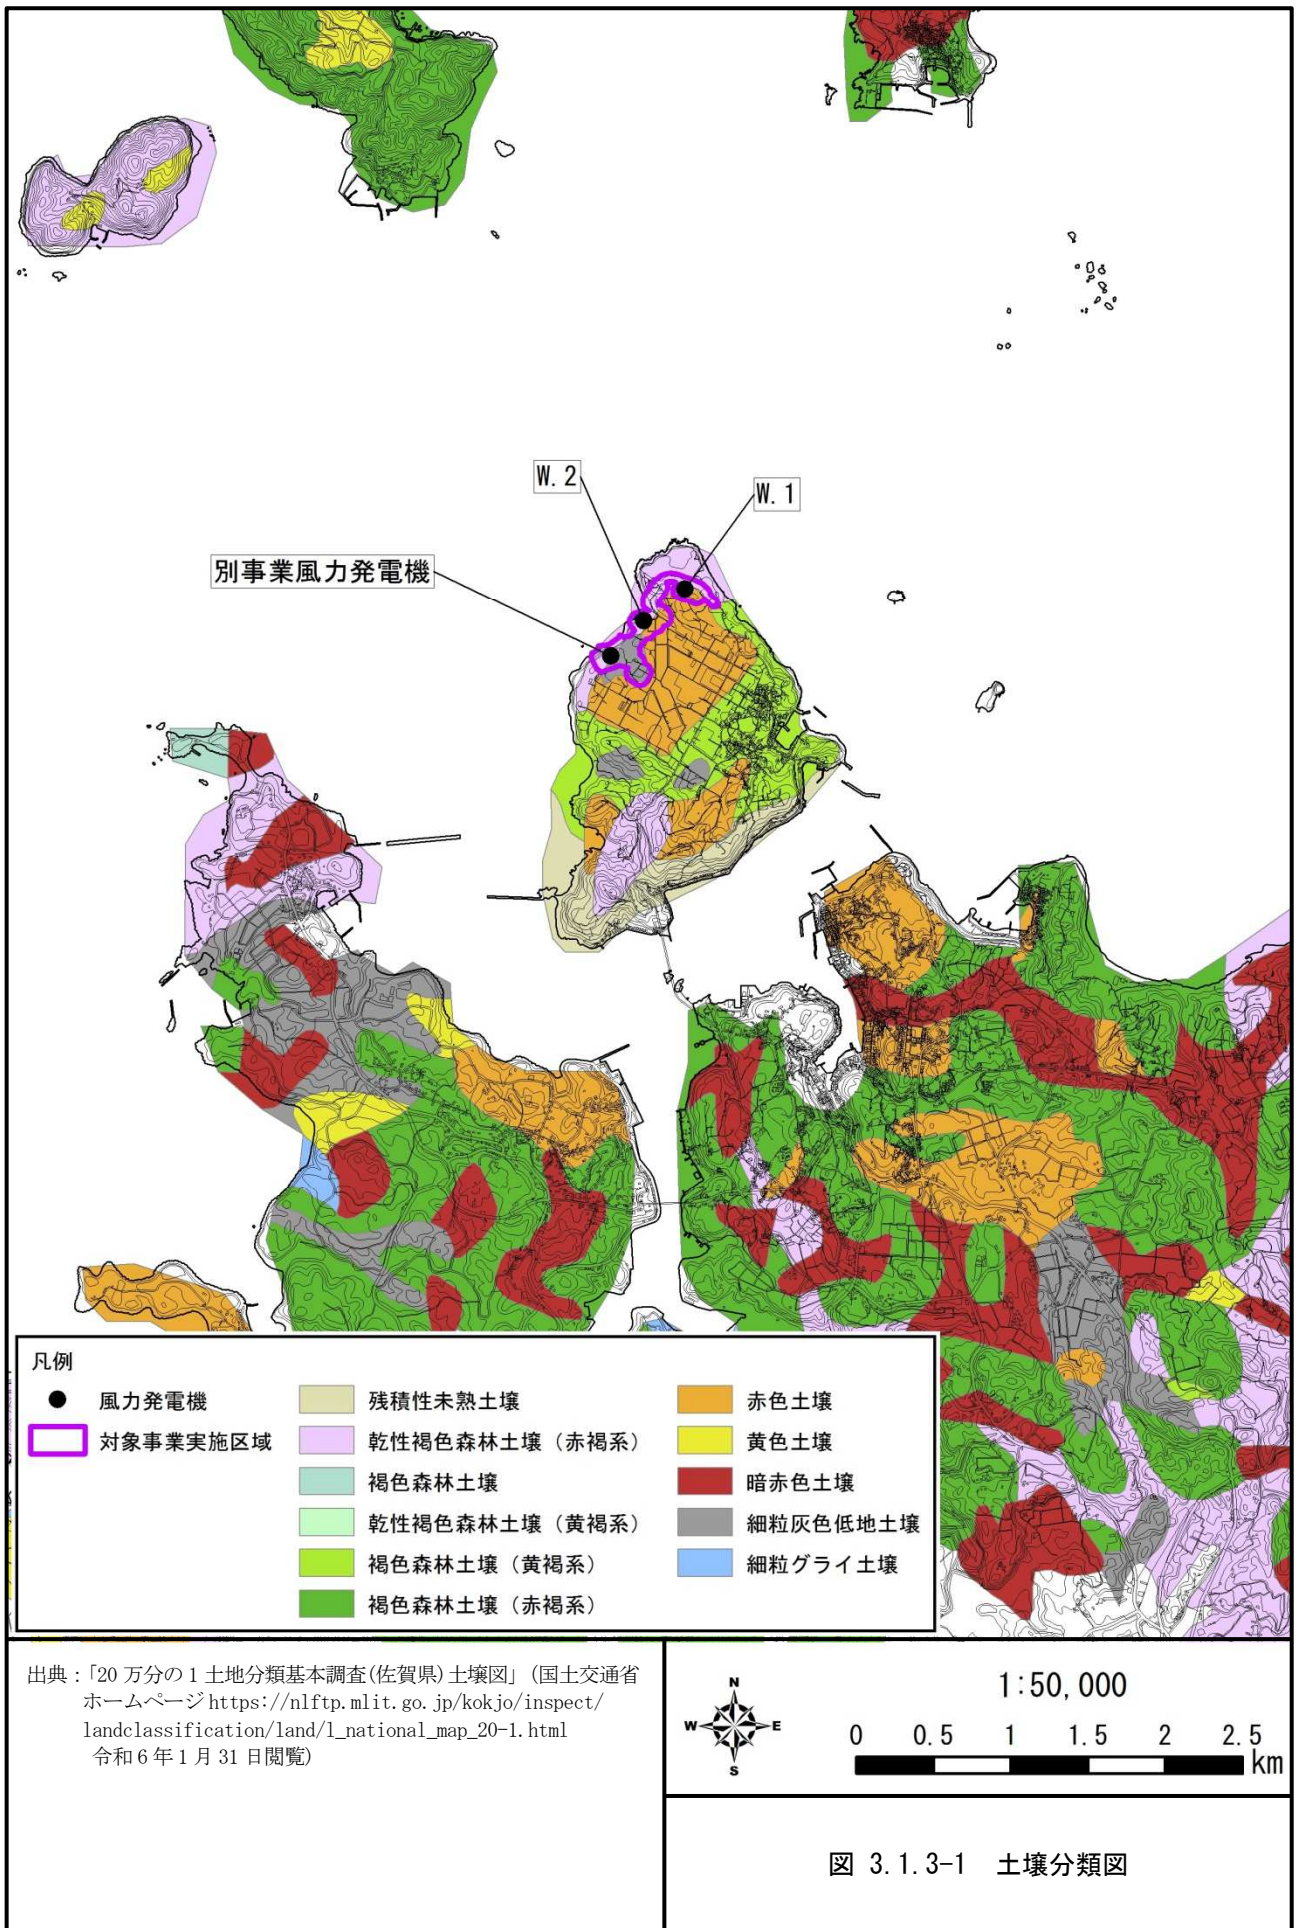 W. 2
W. 1
別事業風力発電機
凡例
風力発電機
対象事業実施区域
残積性未熟土壌
乾性褐色森林土壌（赤褐系）
褐色森林土壌
乾性褐色森林土壌（黄褐系）
褐色森林土壌（黄褐系）
褐色森林土壌（赤褐系）
赤色土壌
黄色土壌
暗赤色土壌
細粒灰色低地土壌
細粒グライ土壌
出典：「20 万分の 1 土地分類基本調査(佐賀県)土壌図」（国土交通省
ホームページ https://nlftp.mlit.go.jp/kokjo/inspect/
landclassification/land/l_national_map_20-1.html
令和 6 年 1 月 31 日閲覧）
N
W
E
S
1:50,000
0 0.5 1 1.5 2 2.5
km
図 3.1.3-1 土壌分類図